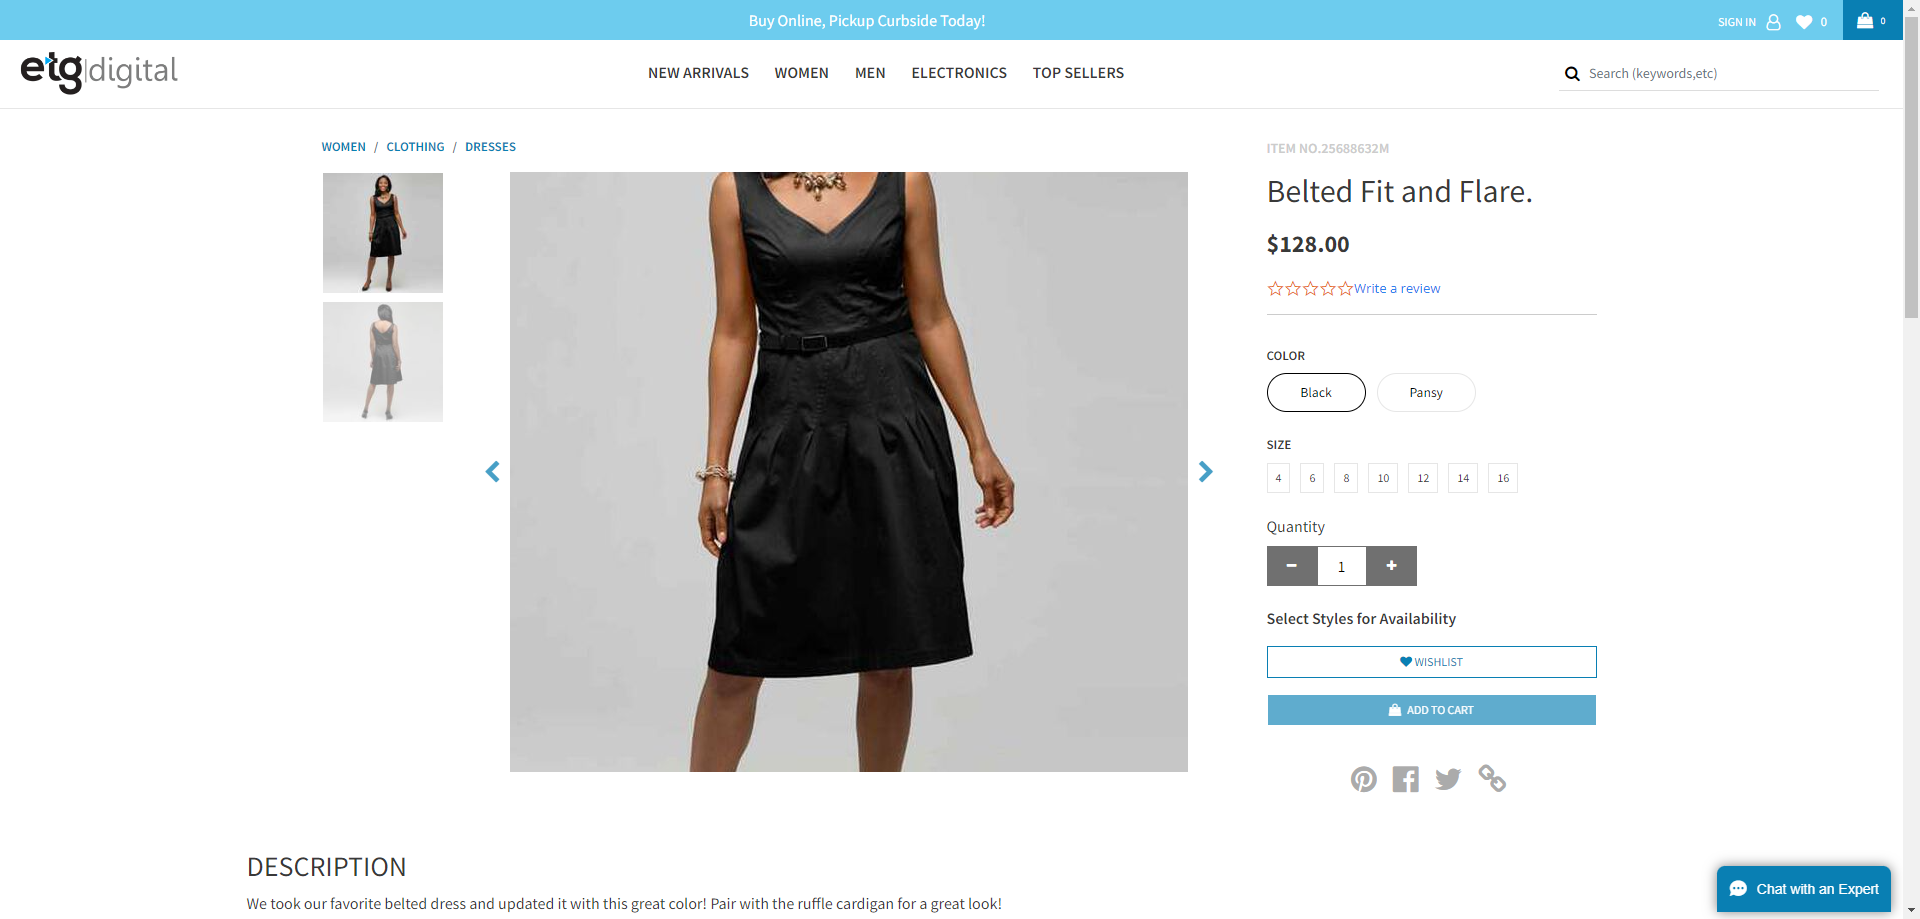 Buy Online, Pickup Curbside Today!
SIGN IN 0 0
etg|digital
NEW ARRIVALS WOMEN MEN ELECTRONICS TOP SELLERS
Search (keywords,etc)
WOMEN / CLOTHING / DRESSES
ITEM NO.25688632M
Belted Fit and Flare.
$128.00
Write a review
COLOR
Black Pansy
SIZE
4 6 8 10 12 14 16
Quantity
1
Select Styles for Availability
WISHLIST
ADD TO CART
DESCRIPTION
We took our favorite belted dress and updated it with this great color! Pair with the ruffle cardigan for a great look!
Chat with an Expert